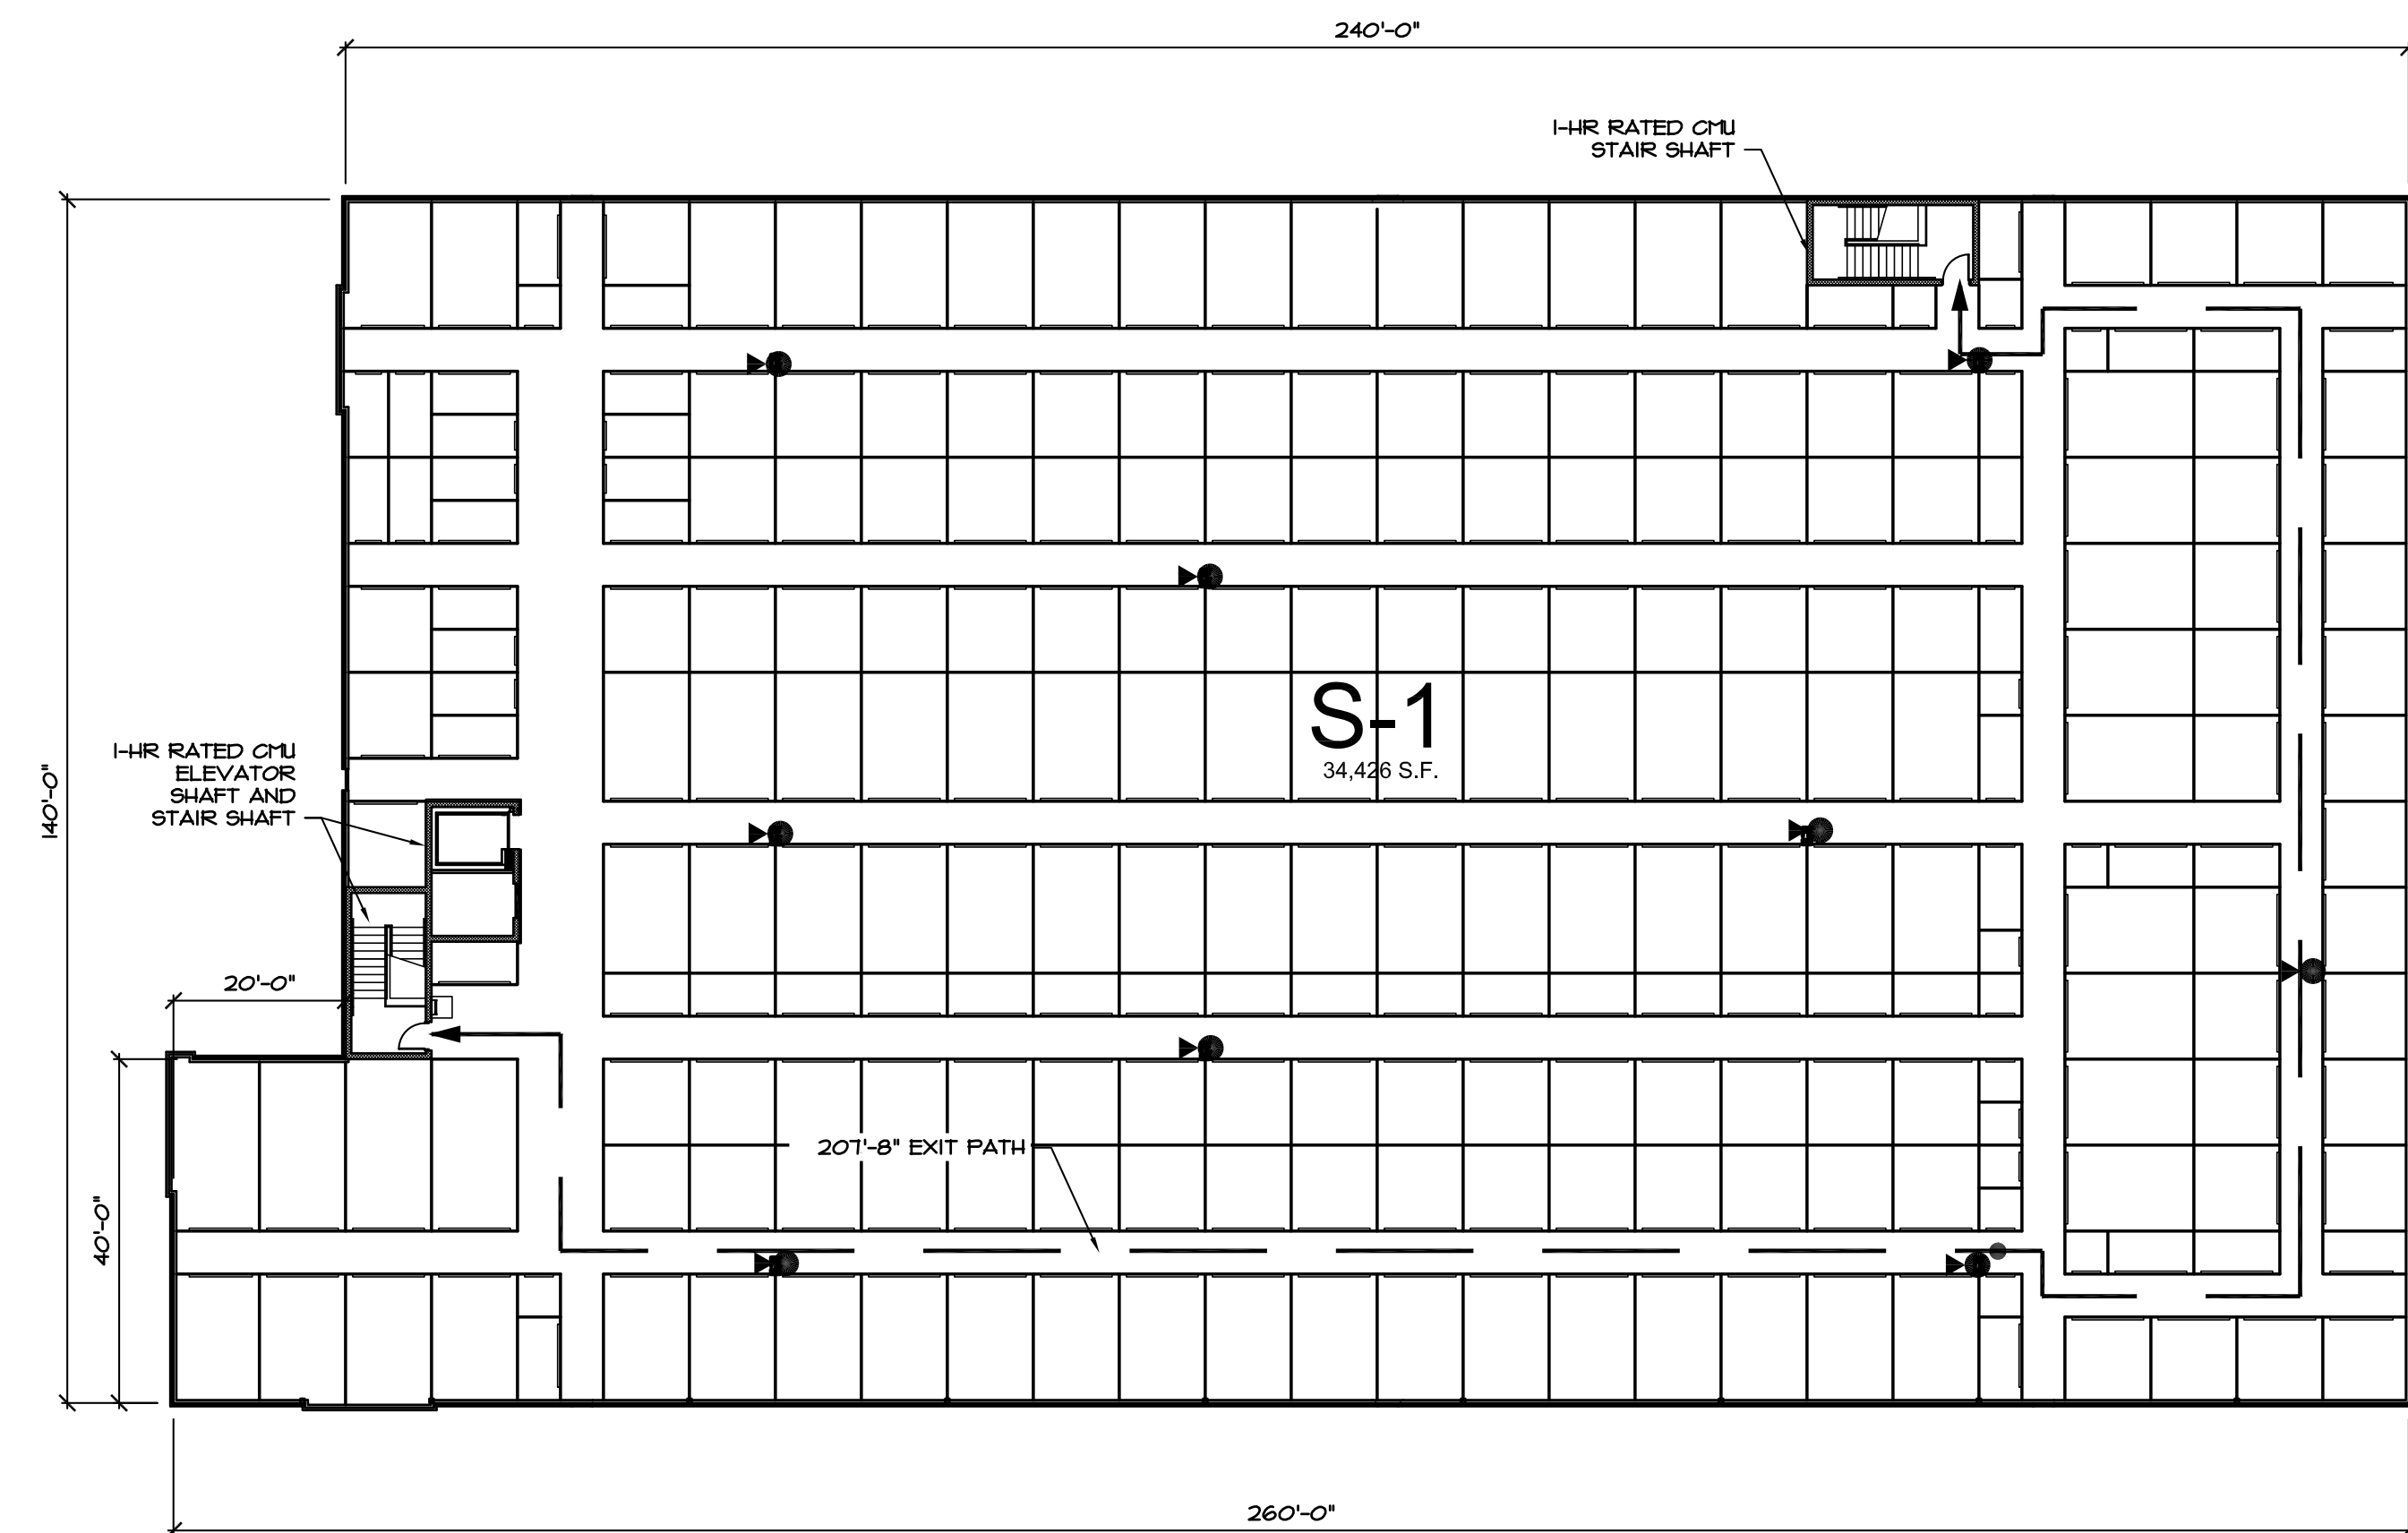 240'-0"
1-HR RATED CMU
STAIR SHAFT
140'-0"
S-1
34,426 S.F.
1-HR RATED CMU
ELEVATOR
SHAFT AND
STAIR SHAFT
20'-0"
207'-8" EXIT PATH
40'-0"
260'-0"